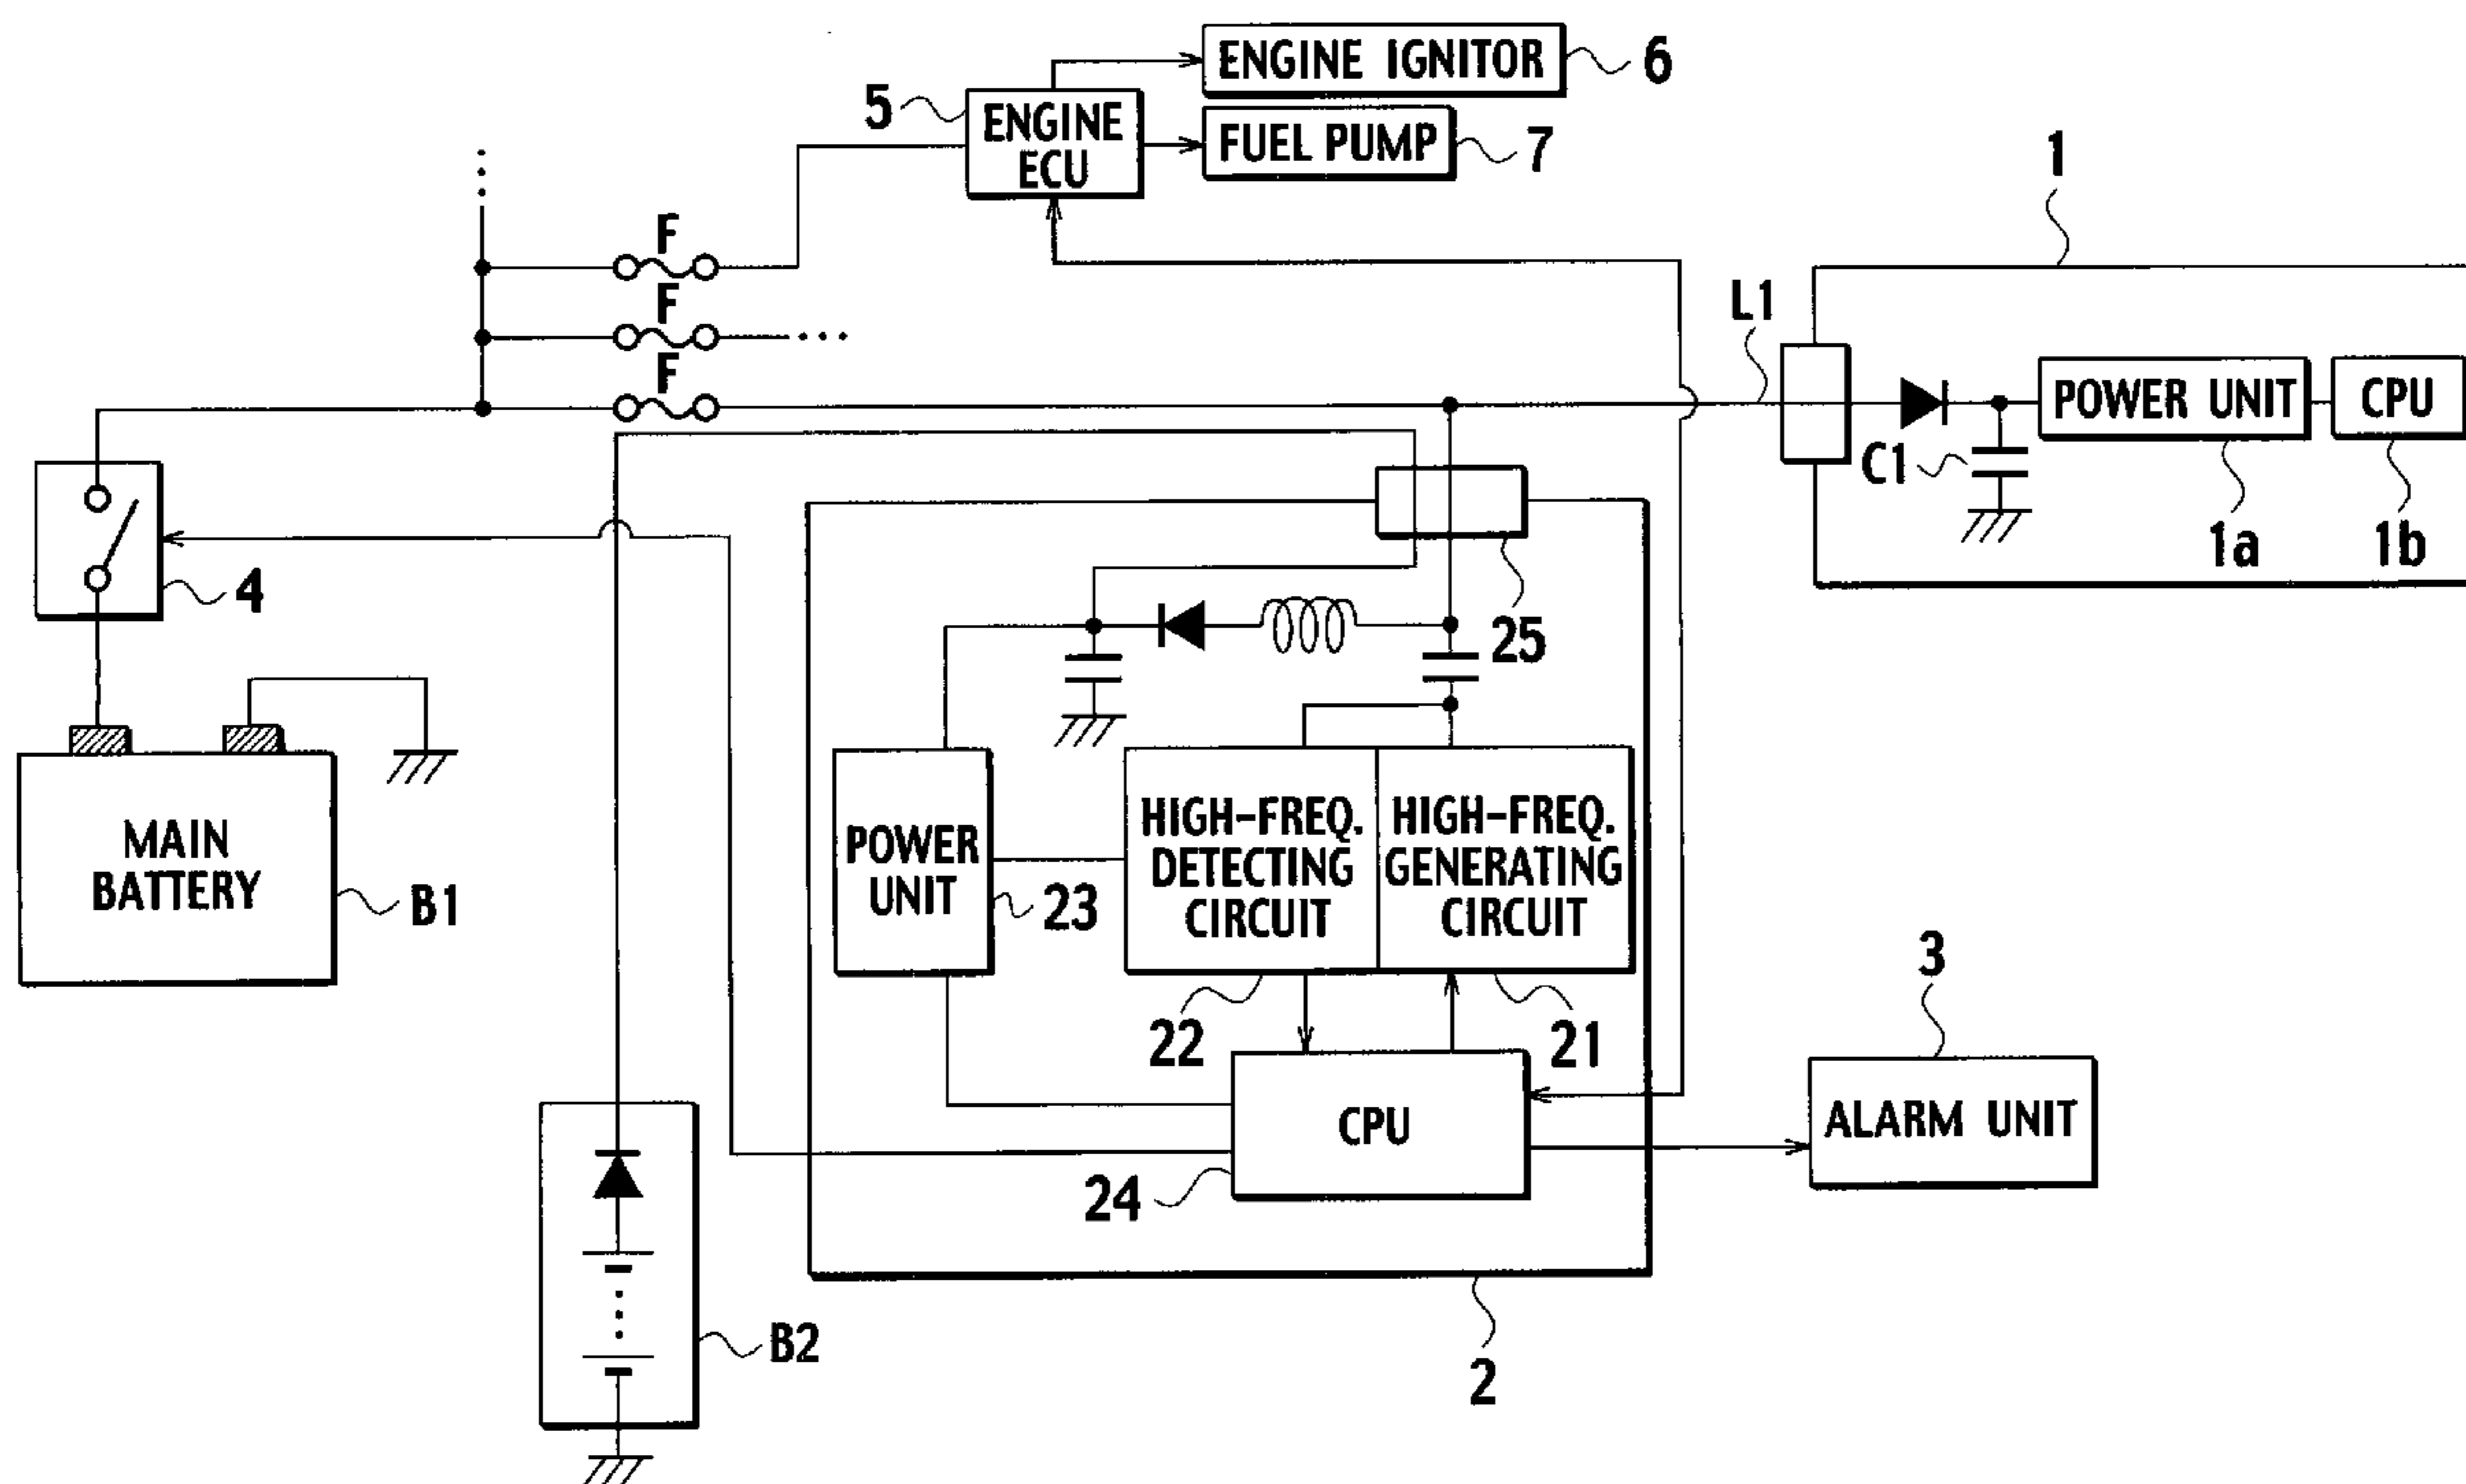 ENGINE IGNITOR
6
5
ENGINE
ECU
FUEL PUMP
7
1
F
F
L1
F
POWER UNIT
CPU
C1
1a
1b
4
25
MAIN
BATTERY
B1
POWER
UNIT
23
HIGH-FREQ.
DETECTING
CIRCUIT
HIGH-FREQ.
GENERATING
CIRCUIT
22
21
3
CPU
ALARM UNIT
24
B2
2